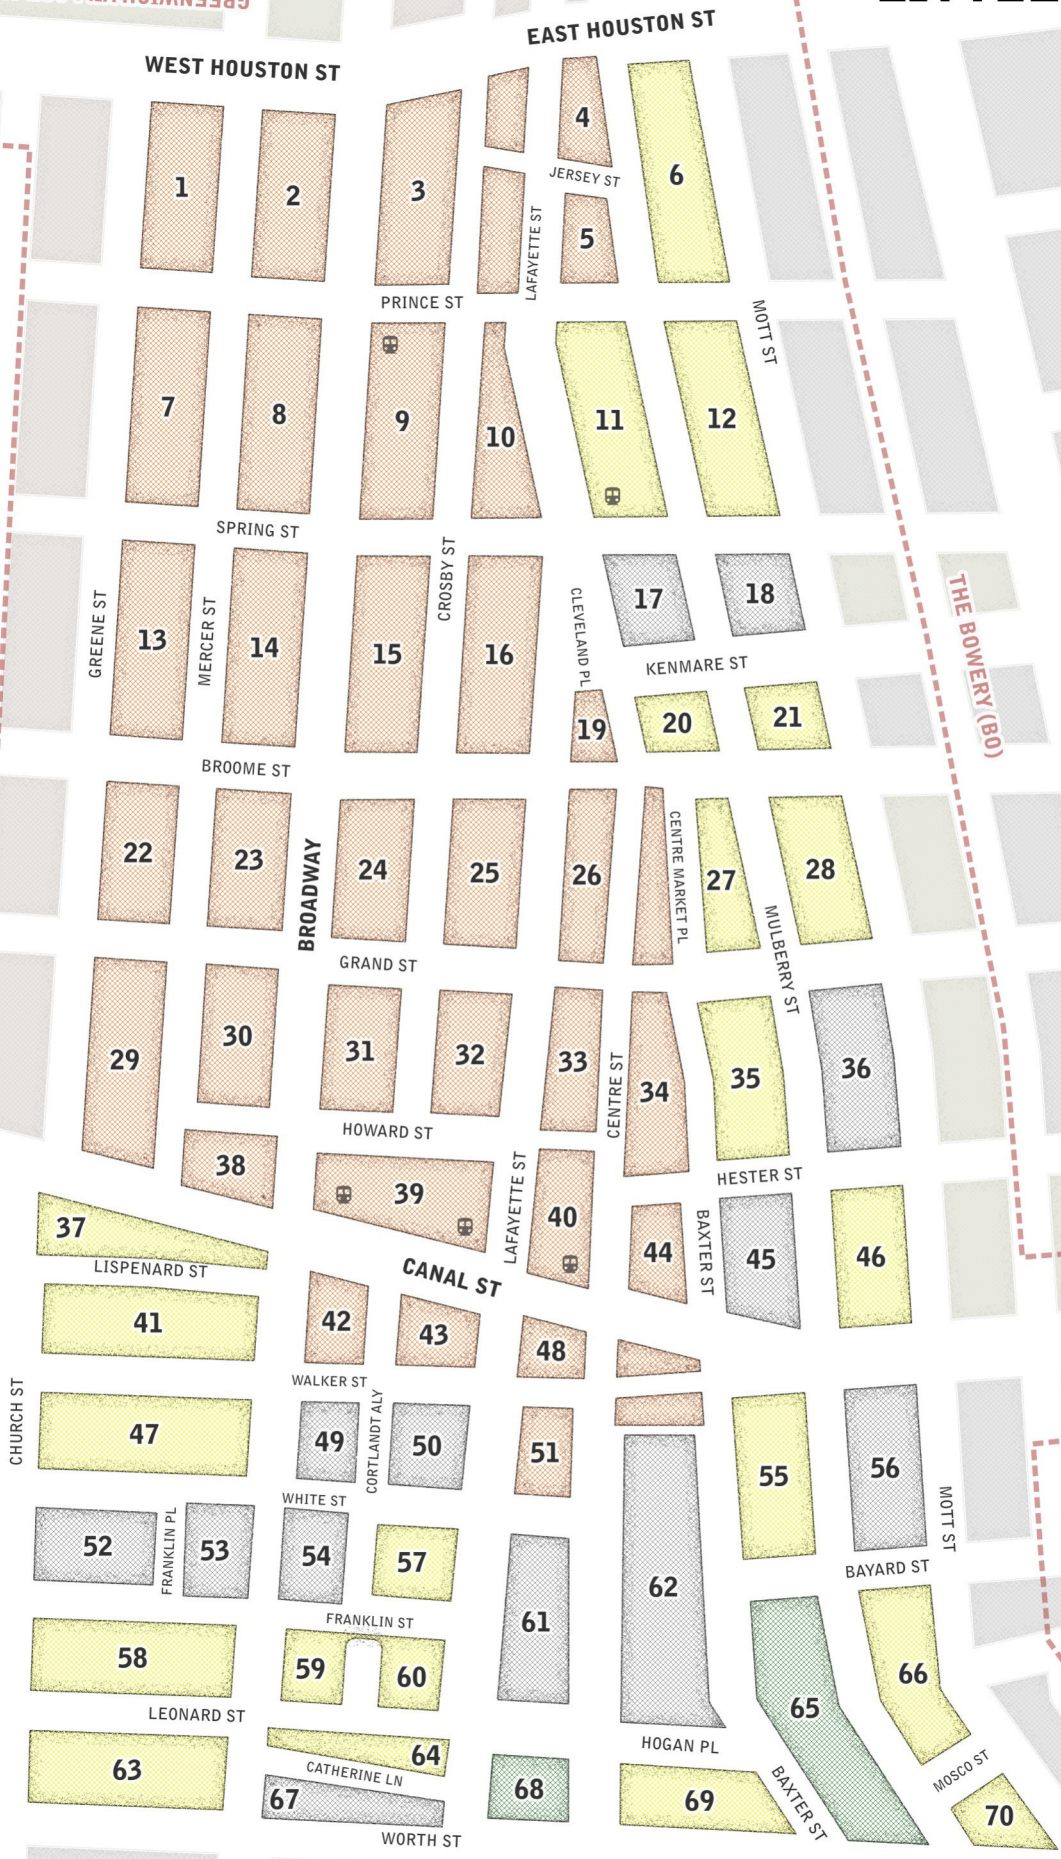 EAST HOUSTON ST
WEST HOUSTON ST
4
JERSEY ST
6
1
2
3
5
LAFAYETTE ST
PRINCE ST
MOTT ST
7
8
9
10
11
12
SPRING ST
CROSBY ST
GREENE ST
MERCER ST
CLEVELAND PL
17
18
THE BOWERY (BO)
13
14
15
16
KENMARE ST
19
20
21
BROOME ST
22
23
BROADWAY
24
25
26
CENTRE MARKET PL
27
28
MULBERRY ST
GRAND ST
29
30
31
32
33
CENTRE ST
34
35
36
HOWARD ST
38
39
LAFAYETTE ST
40
HESTER ST
37
LISPENARD ST
CANAL ST
44
BAXTER ST
45
46
41
42
43
48
WALKER ST
CHURCH ST
47
49
CORTLANDT ALY
50
51
55
56
MOTT ST
WHITE ST
52
FRANKLIN PL
53
54
57
BAYARD ST
61
62
FRANKLIN ST
58
59
60
65
66
LEONARD ST
HOGAN PL
63
64
CATHERINE LN
67
68
69
BAXTER ST
MOSCO ST
70
WORTH ST